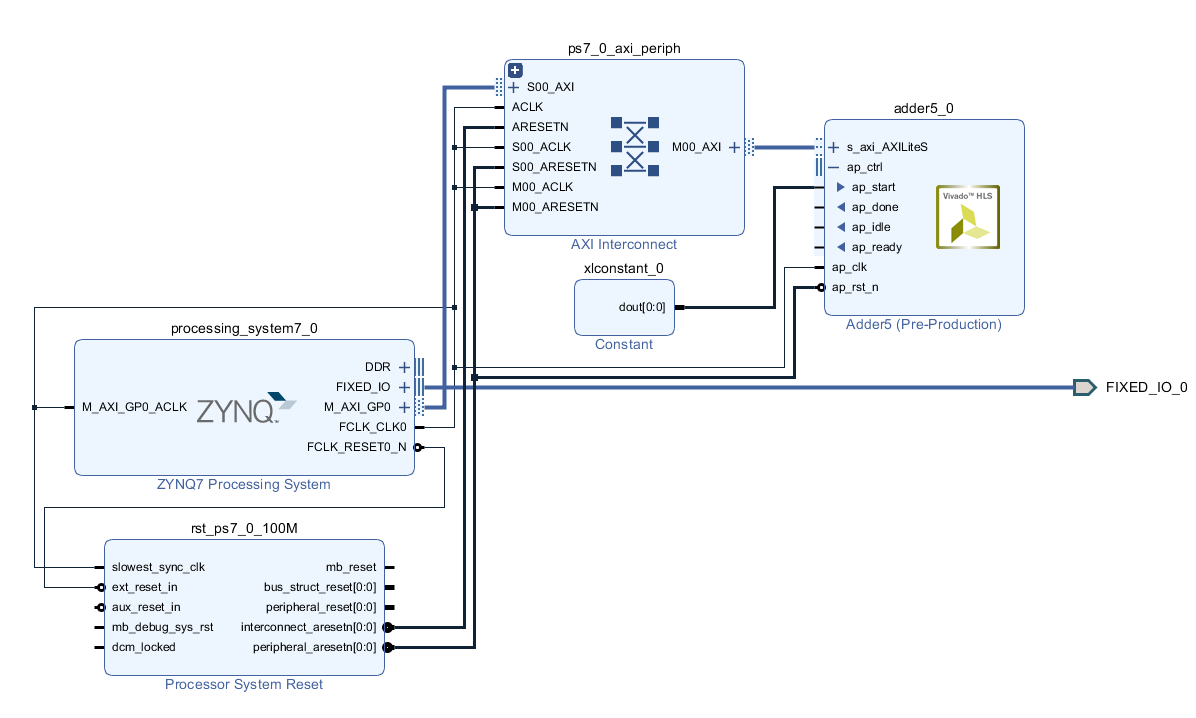 ps7_0_axi_periph
S00_AXI
ACLK
ARESETN
S00_ACLK
S00_ARESETN
M00_ACLK
M00_ARESETN
M00_AXI
AXI Interconnect
adder5_0
s_axi_AXILiteS
ap_ctrl
ap_start
ap_done
ap_idle
ap_ready
ap_clk
ap_rst_n
Vivado™ HLS
Adder5 (Pre-Production)
xlconstant_0
dout[0:0]
Constant
processing_system7_0
M_AXI_GP0_ACLK
ZYNQ™
DDR
FIXED_IO
M_AXI_GP0
FCLK_CLK0
FCLK_RESET0_N
ZYNQ7 Processing System
FIXED_IO_0
rst_ps7_0_100M
slowest_sync_clk
ext_reset_in
aux_reset_in
mb_debug_sys_rst
dcm_locked
mb_reset
bus_struct_reset[0:0]
peripheral_reset[0:0]
interconnect_aresetn[0:0]
peripheral_aresetn[0:0]
Processor System Reset